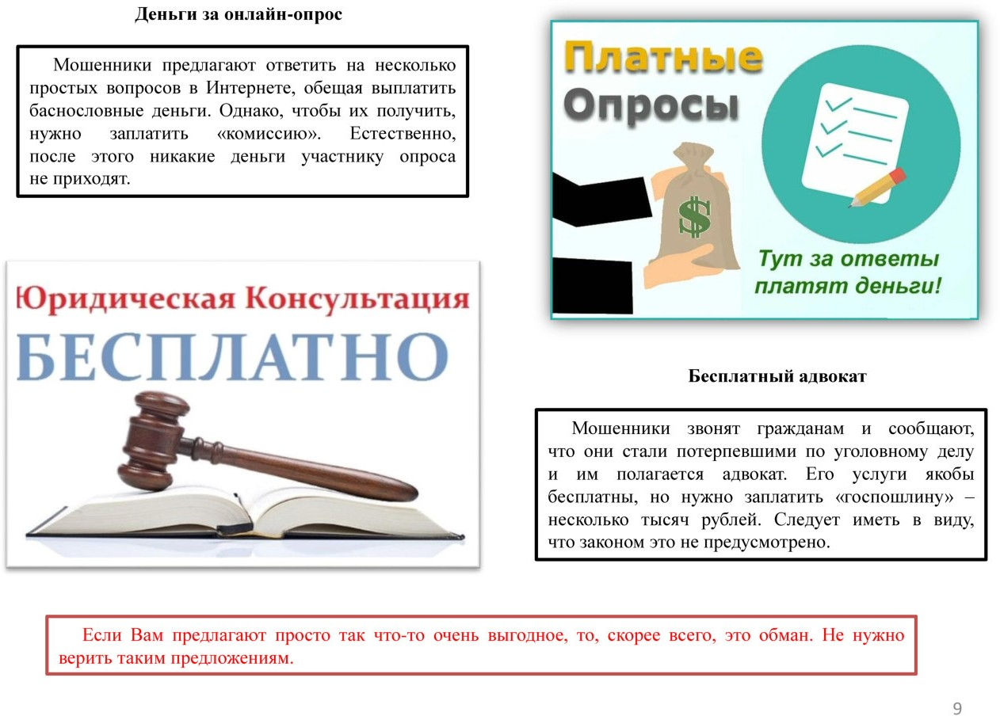 Деньги за онлайн-опрос
Мошенники предлагают ответить на несколько
простых вопросов в Интернете, обещая выплатить
баснословные деньги. Однако, чтобы их получить,
нужно заплатить «комиссию». Естественно,
после этого никакие деньги участнику опроса
не приходят.
Платные
Опросы
$
Тут за ответы
платят деньги!
Юридическая Консультация
БЕСПЛАТНО
Бесплатный адвокат
Мошенники звонят гражданам и сообщают,
что они стали потерпевшими по уголовному делу
и им полагается адвокат. Его услуги якобы
бесплатны, но нужно заплатить «госпошлину» –
несколько тысяч рублей. Следует иметь в виду,
что законом это не предусмотрено.
Если Вам предлагают просто так что-то очень выгодное, то, скорее всего, это обман. Не нужно
верить таким предложениям.
9